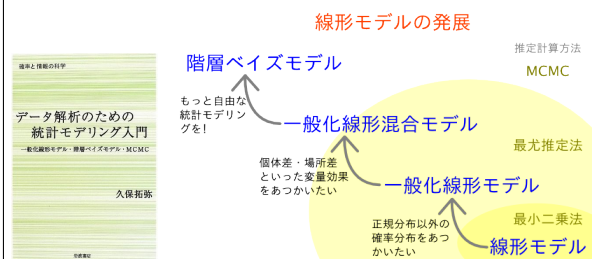 線形モデルの発展
推定計算方法
MCMC
階層ベイズモデル
もっと自由な
統計モデリン
グを!
一般化線形混合モデル
最尤推定法
個体差・場所差
といった変量効果
をあつかいたい
一般化線形モデル
正規分布以外の
確率分布をあつ
かいたい
最小二乗法
線形モデル
確率と情報の科学
データ解析のための
統計モデリング入門
一般化線形モデル・階層ベイズモデル・MCMC
久保拓弥
岩波書店